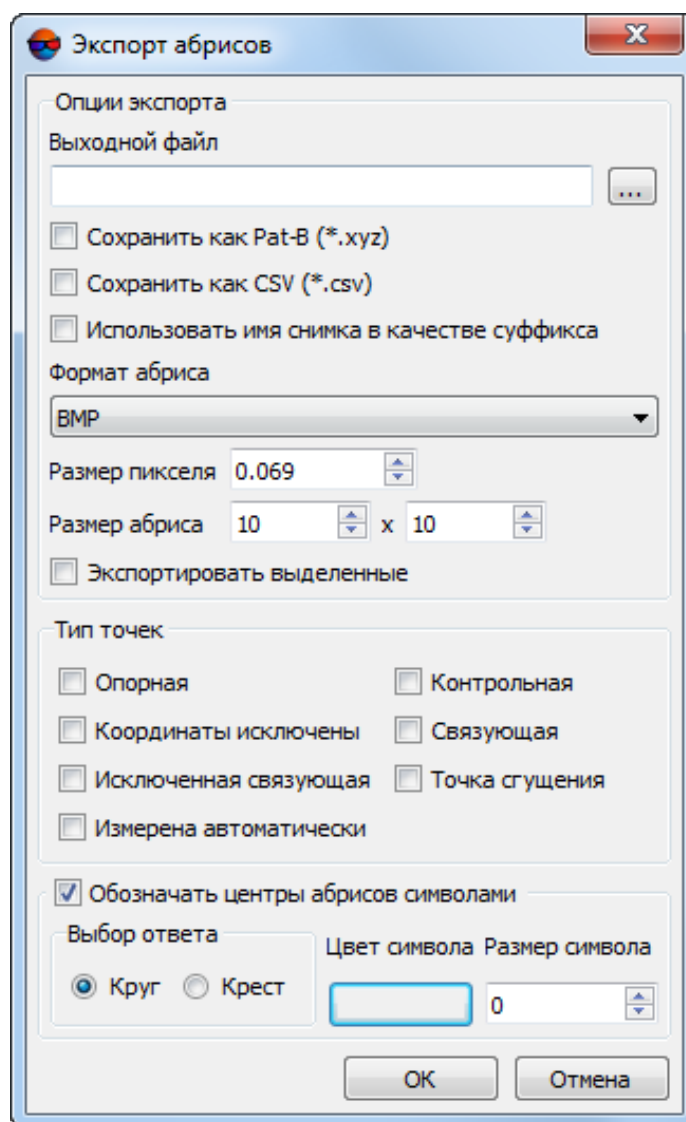 Экспорт абрисов
Опции экспорта
Выходной файл
...
Сохранить как Pat-B (*.xyz)
Сохранить как CSV (*.csv)
Использовать имя снимка в качестве суффикса
Формат абриса
BMP
Размер пикселя 0.069
Размер абриса 10 x 10
Экспортировать выделенные
Тип точек
Опорная Контрольная
Координаты исключены Связующая
Исключенная связующая Точка сгущения
Измерена автоматически
Обозначать центры абрисов символами
Выбор ответа Цвет символа Размер символа
Круг Крест 0
ОК Отмена